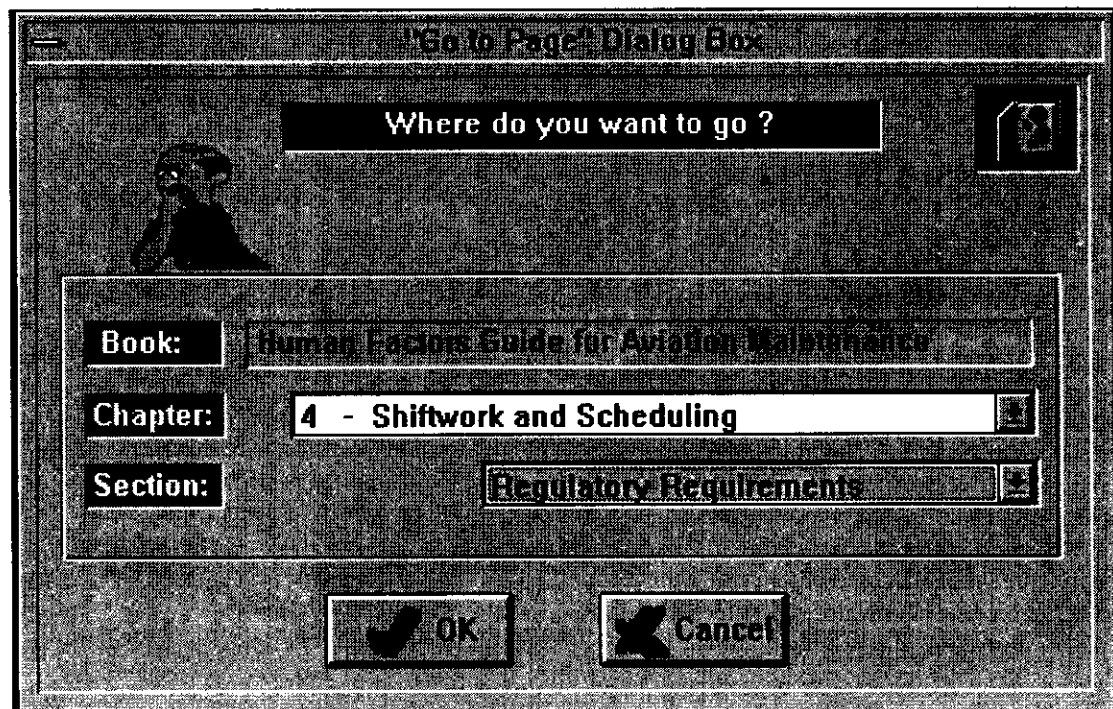 "Go to Page" Dialog Box
Where do you want to go ?
Book: Human Factors Guide for Aviation Maintenance
Chapter: 4 - Shiftwork and Scheduling
Section: Regulatory Requirements
OK Cancel